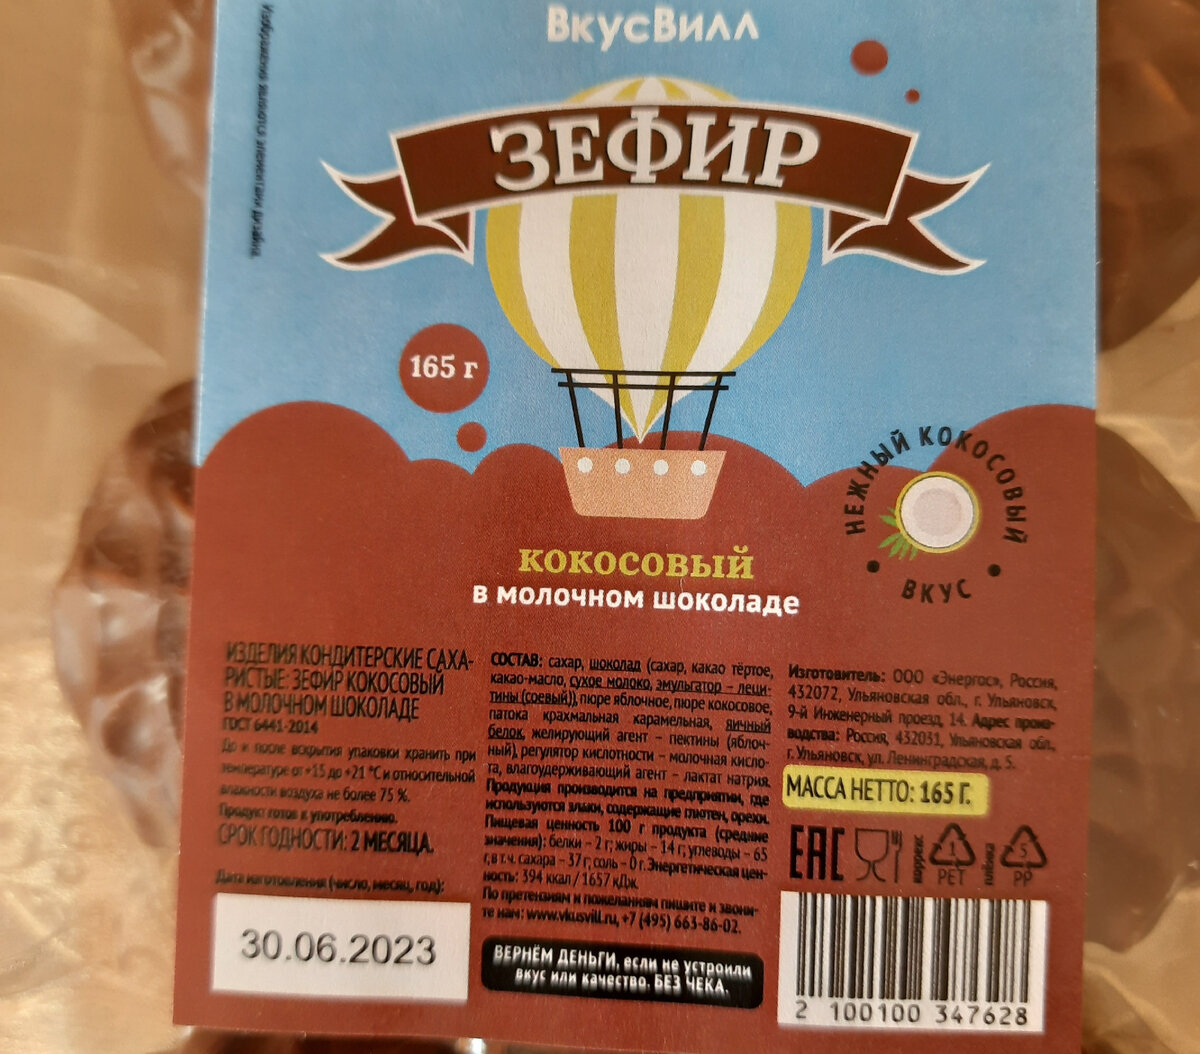 Изображения являются элементами дизайна.
ВкусВилл
ЗЕФИР
165 г
НЕЖНЫЙ КОКОСОВЫЙ
ВКУС
КОКОСОВЫЙ
В МОЛОЧНОМ ШОКОЛАДЕ
ИЗДЕЛИЯ КОНДИТЕРСКИЕ САХА-
РИСТЫЕ: ЗЕФИР КОКОСОВЫЙ
В МОЛОЧНОМ ШОКОЛАДЕ
ГОСТ 6441-2014
До и после вскрытия упаковки хранить при
температуре от +15 до +21 °С и относительной
влажности воздуха не более 75 %.
Продукт готов к употреблению.
СРОК ГОДНОСТИ: 2 МЕСЯЦА.
Дата изготовления (число, месяц, год):
30.06.2023
СОСТАВ: сахар, шоколад (сахар, какао тёртое,
какао-масло, сухое молоко, эмульгатор – леци-
тины (соевый)), пюре яблочное, пюре кокосовое,
патока крахмальная карамельная, яичный
белок, желирующий агент – пектины (яблоч-
ный), регулятор кислотности – молочная кисло-
та, влагоудерживающий агент – лактат натрия.
Продукция производится на предприятии, где
используются злаки, содержащие глютен, орехи.
Пищевая ценность 100 г продукта (средние
значения): белки – 2 г; жиры – 14 г; углеводы – 65
г, в т.ч. сахара – 37 г; соль – 0 г. Энергетическая цен-
ность: 394 ккал / 1657 кДж.
По претензиям и пожеланиям пишите и звони-
те нам: www.vkusvill.ru, +7 (495) 663-86-02.
ВЕРНЁМ ДЕНЬГИ, если не устроили
вкус или качество. БЕЗ ЧЕКА.
Изготовитель: ООО «Энергос», Россия,
432072, Ульяновская обл., г. Ульяновск,
9-й Инженерный проезд, 14. Адрес произ-
водства: Россия, 432031, Ульяновская обл.,
г. Ульяновск, ул. Ленинградская, д. 5.
МАССА НЕТТО: 165 Г.
EAC
коррекс
1
PET
плёнка
5
PP
2 100100 347628